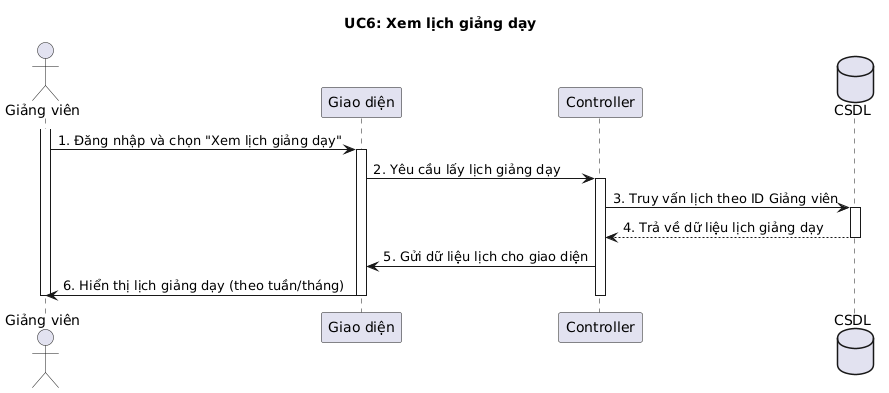 UC6: Xem lịch giảng dạy
Giảng viên
Giao diện
Controller
CSDL
1. Đăng nhập và chọn "Xem lịch giảng dạy"
2. Yêu cầu lấy lịch giảng dạy
3. Truy vấn lịch theo ID Giảng viên
4. Trả về dữ liệu lịch giảng dạy
5. Gửi dữ liệu lịch cho giao diện
6. Hiển thị lịch giảng dạy (theo tuần/tháng)
Giảng viên
Giao diện
Controller
CSDL